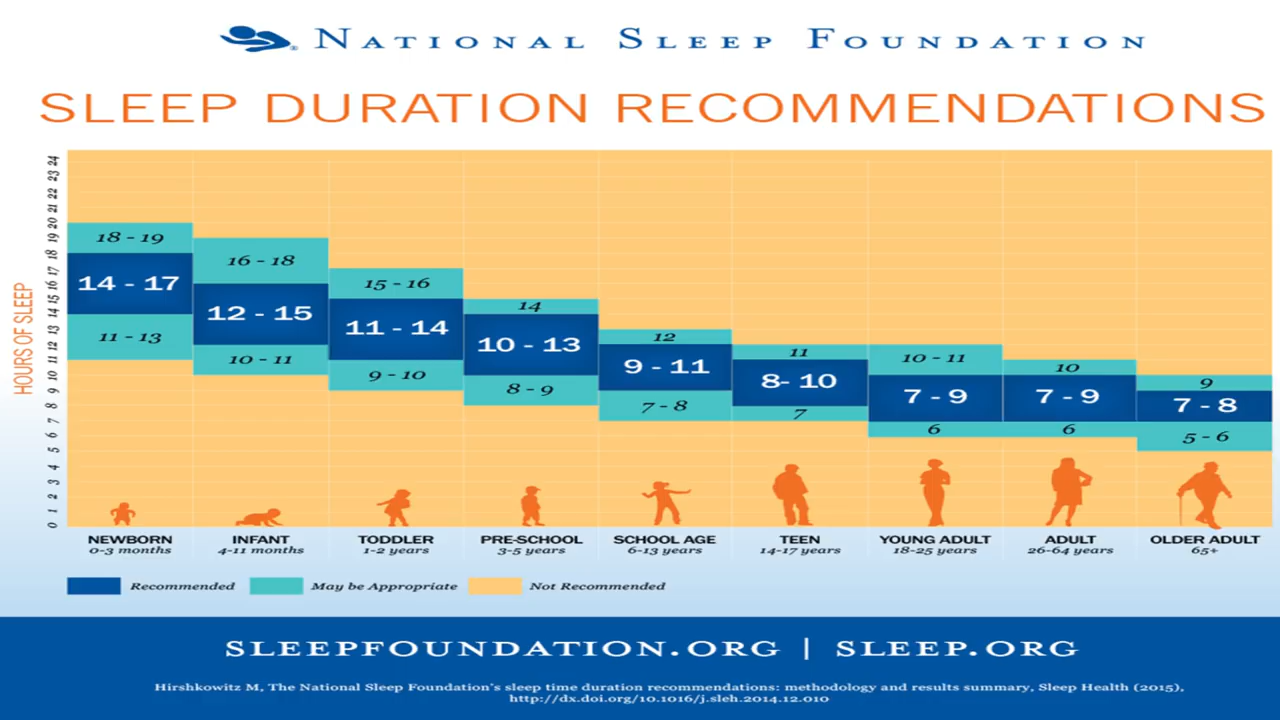 NATIONAL SLEEP FOUNDATION
SLEEP DURATION RECOMMENDATIONS
HOURS OF SLEEP
24
23
22
21
20
19
18
17
16
15
14
13
12
11
10
9
8
7
6
5
4
3
2
1
0
18 - 19
14 - 17
11 - 13
16 - 18
12 - 15
10 - 11
15 - 16
11 - 14
9 - 10
14
10 - 13
8 - 9
12
9 - 11
7 - 8
11
8- 10
7
10 - 11
7 - 9
6
10
7 - 9
6
9
7 - 8
5 - 6
NEWBORN
0-3 months
INFANT
4-11 months
TODDLER
1-2 years
PRE-SCHOOL
3-5 years
SCHOOL AGE
6-13 years
TEEN
14-17 years
YOUNG ADULT
18-25 years
ADULT
26-64 years
OLDER ADULT
65+
Recommended May be Appropriate Not Recommended
SLEEPFOUNDATION.ORG | SLEEP.ORG
Hirshkowitz M, The National Sleep Foundation's sleep time duration recommendations: methodology and results summary, Sleep Health (2015),
http://dx.doi.org/10.1016/j.sleh.2014.12.010